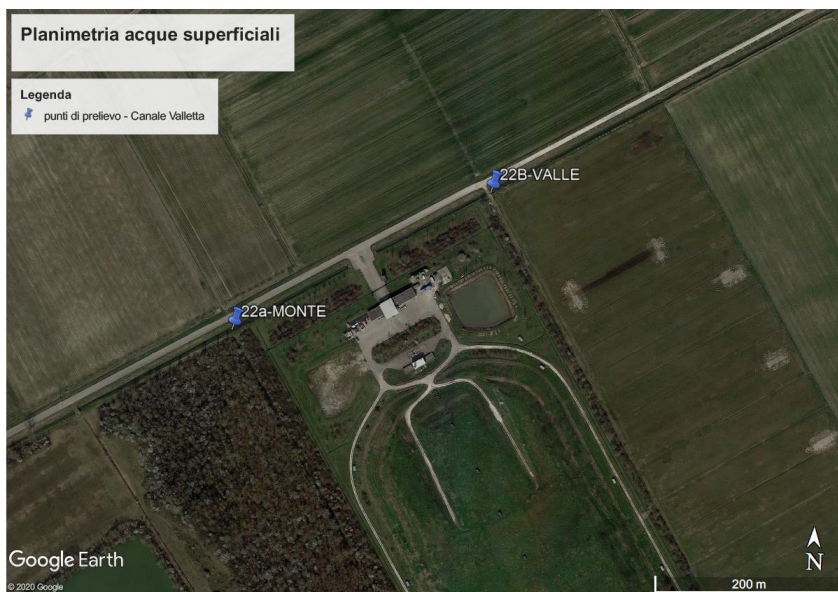 Planimetria acque superficiali
Legenda
punti di prelievo - Canale Valletta
22B-VALLE
22a-MONTE
Google Earth
© 2020 Google
N
200 m